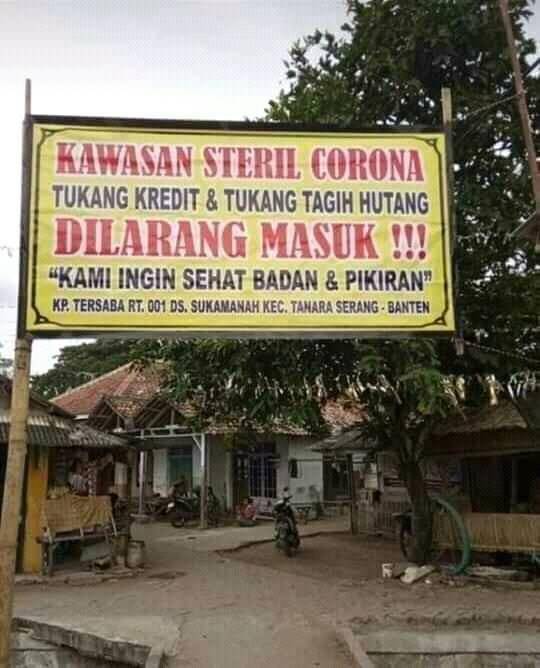 KAWASAN STERIL CORONA
TUKANG KREDIT & TUKANG TAGIH HUTANG
DILARANG MASUK !!!
"KAMI INGIN SEHAT BADAN & PIKIRAN"
KP. TERSABA RT. 001 DS. SUKAMANAH KEC. TANARA SERANG - BANTEN